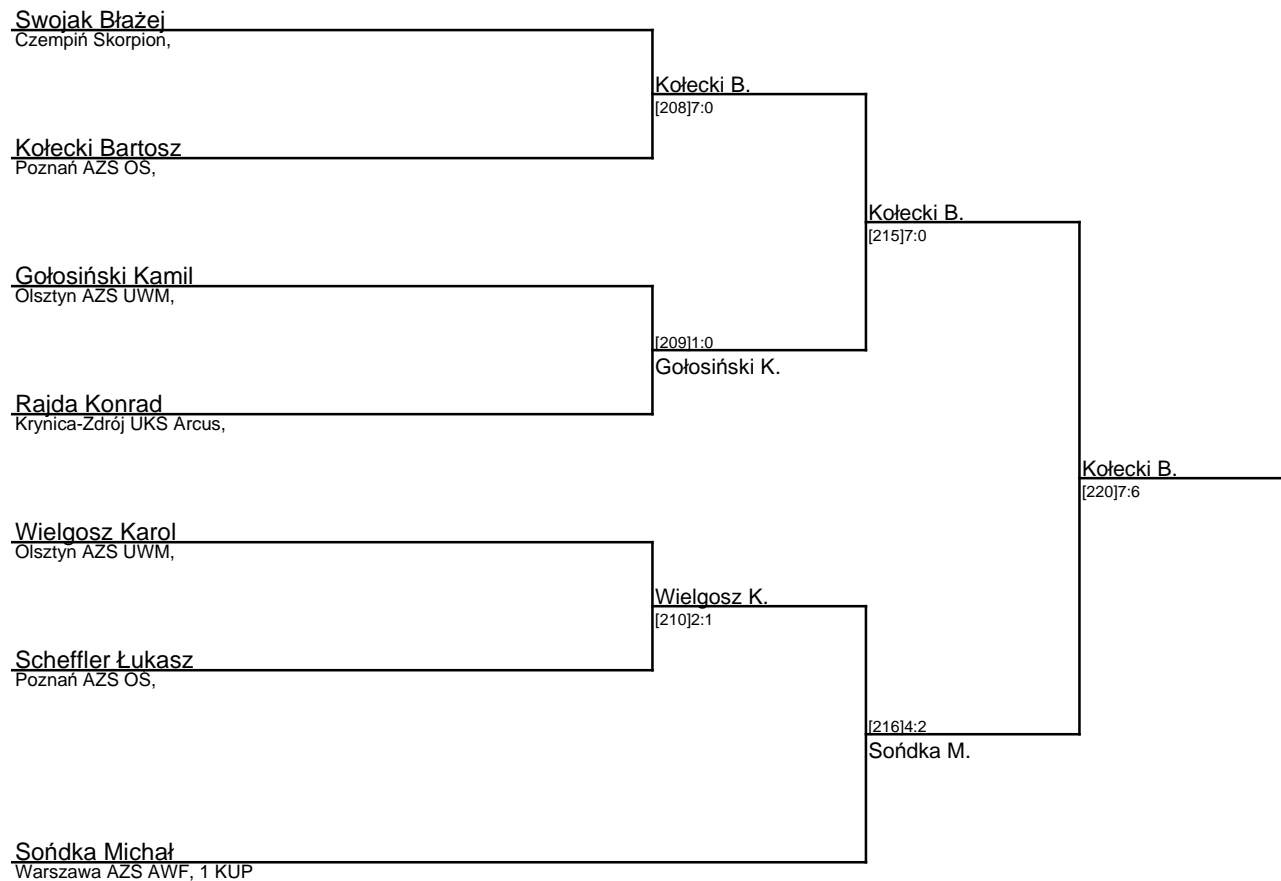 Swojak Błażej
Czempiń Skorpion,
Kołecki B.
[208]7:0
Kołecki Bartosz
Poznań AZS OŚ,
Kołecki B.
[215]7:0
Gołosiński Kamil
Olsztyn AZS UWM,
[209]1:0
Gołosiński K.
Rajda Konrad
Krynica-Zdrój UKS Arcus,
Kołecki B.
[220]7:6
Wielgosz Karol
Olsztyn AZS UWM,
Wielgosz K.
[210]2:1
Scheffler Łukasz
Poznań AZS OŚ,
[216]4:2
Sońdka M.
Sońdka Michał
Warszawa AZS AWF, 1 KUP